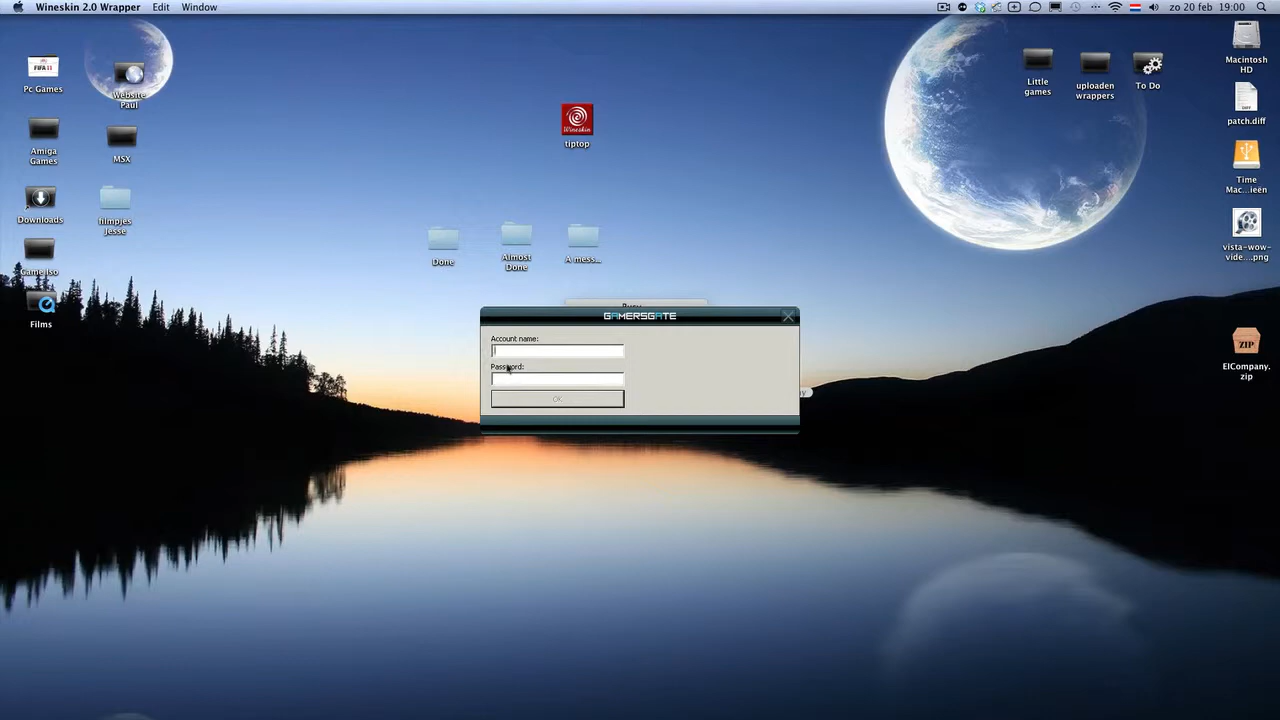 Wineskin 2.0 Wrapper Edit Window
zo 20 feb 19:00
Pc Games
Website
Paul
Little
games
uploaden
wrappers
To Do
Macintosh
HD
Wineskin
tiptop
patch.diff
Amiga
Games
MSX
Time
Mac...ieën
Downloads
filmpjes
Jesse
Done
Almost
Done
A mess...
vista-wow-
vide....png
Game Iso
Films
GAMERSGATE
Account name:
Password:
OK
ZIP
EICompany.
zip
FIFA 11